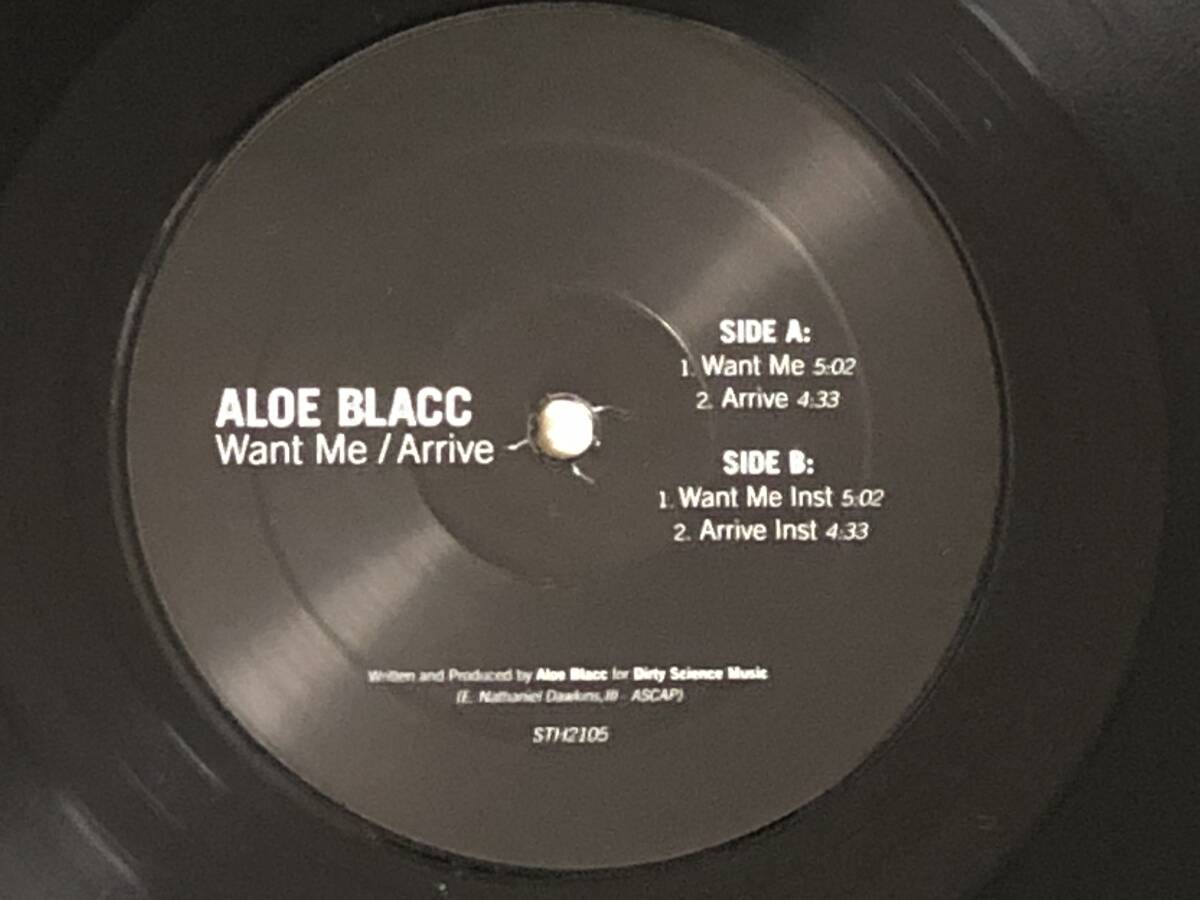 ALOE BLACC
Want Me / Arrive
SIDE A:
1. Want Me 5:02
2. Arrive 4:33
SIDE B:
1. Want Me Inst 5:02
2. Arrive Inst 4:33
Written and Produced by Aloe Blacc for Dirty Science Music
(E. Nathaniel Dawkins, III - ASCAP)
STH2105